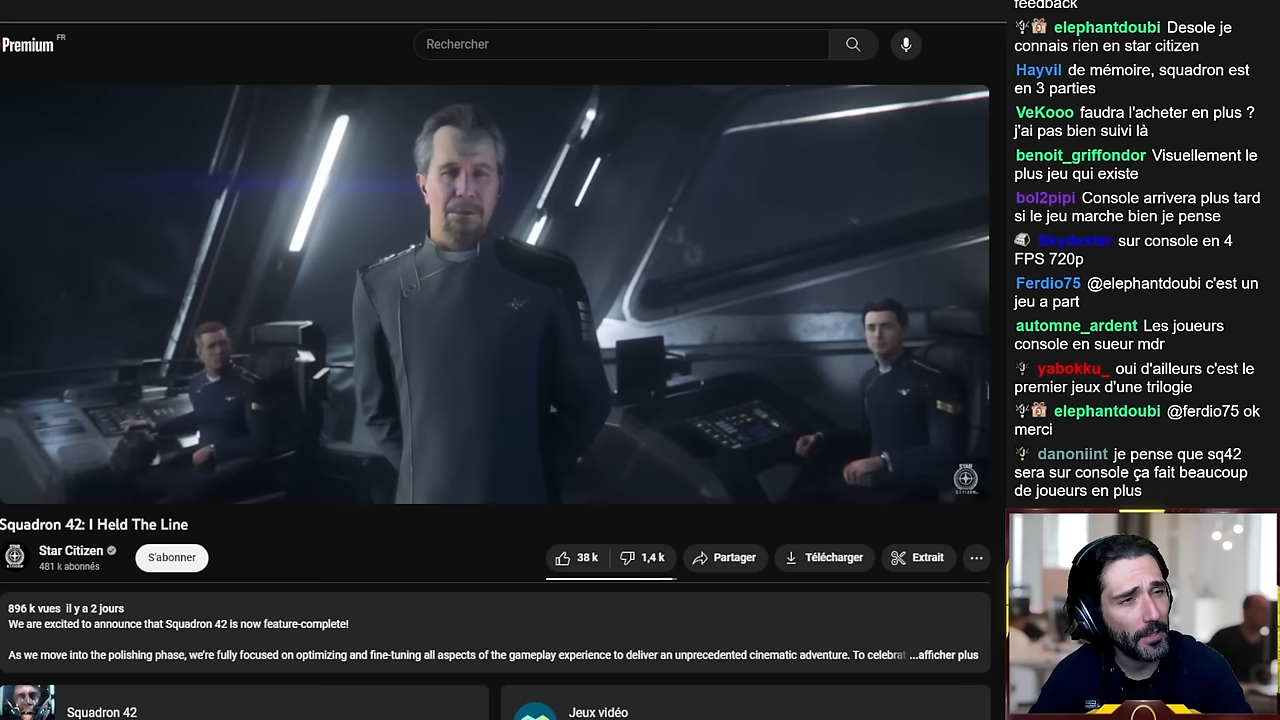 Premium FR
Rechercher
STAR
CITIZEN
Squadron 42: I Held The Line
Star Citizen
481 k abonnés
S'abonner
38 k
1,4 k
Partager
Télécharger
Extrait
896 k vues il y a 2 jours
We are excited to announce that Squadron 42 is now feature-complete!
As we move into the polishing phase, we're fully focused on optimizing and fine-tuning all aspects of the gameplay experience to deliver an unprecedented cinematic adventure. To celebrat ...afficher plus
Squadron 42
Jeux vidéo
feedback
elephantdoubi Desole je
connais rien en star citizen
Hayvil de mémoire, squadron est
en 3 parties
VeKooo faudra l'acheter en plus ?
j'ai pas bien suivi là
benoit_griffondor Visuellement le
plus jeu qui existe
bol2pipi Console arrivera plus tard
si le jeu marche bien je pense
Skydexter sur console en 4
FPS 720p
Ferdio75 @elephantdoubi c'est un
jeu a part
automne_ardent Les joueurs
console en sueur mdr
yabokku_ oui d'ailleurs c'est le
premier jeux d'une trilogie
elephantdoubi @ferdio75 ok
merci
danoniint je pense que sq42
sera sur console ça fait beaucoup
de joueurs en plus